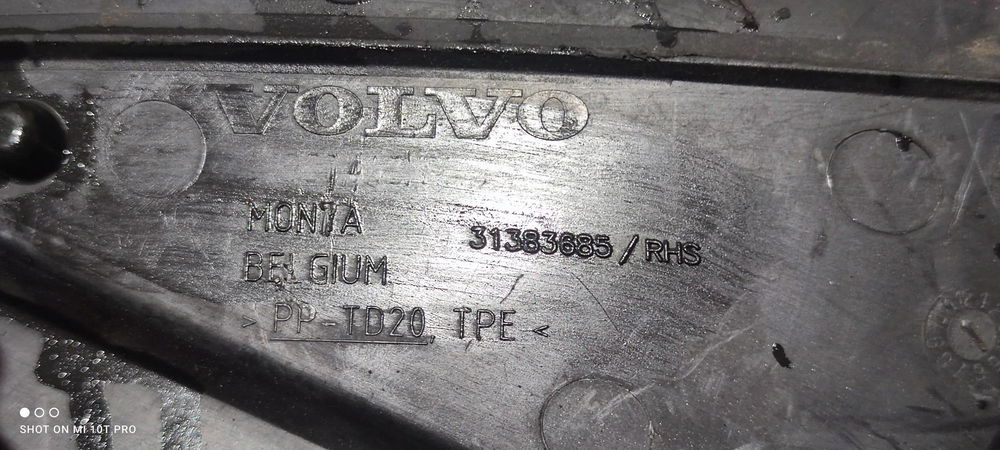 VOLVO
MONTA
31383685 / RHS
BELGIUM
> PP-TD20, TPE <
SHOT ON MI 10T PRO